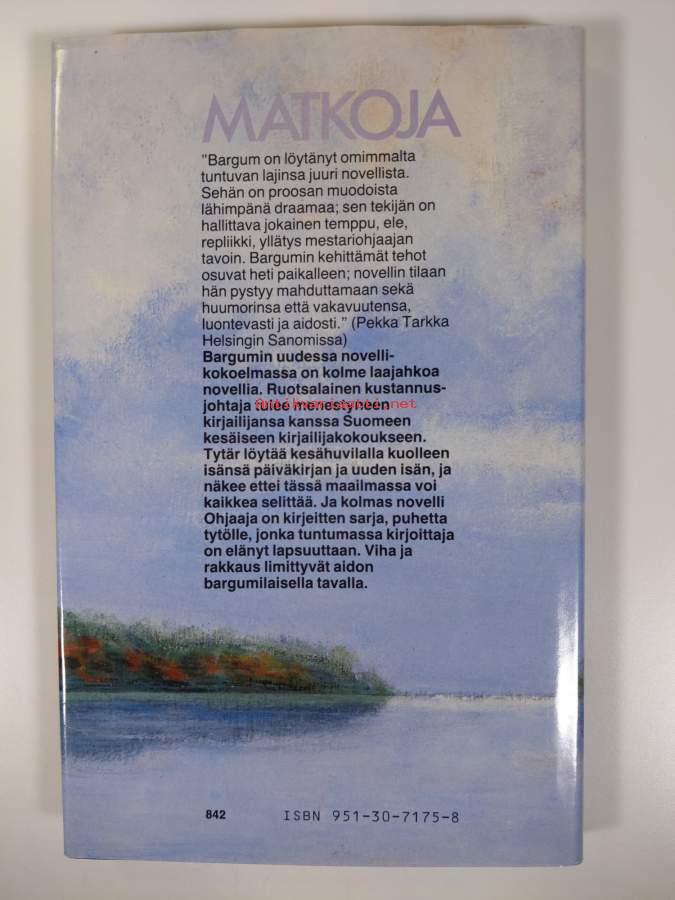 MATKOJA
"Bargum on löytänyt omimmalta
tuntuvan lajinsa juuri novellista.
Sehän on proosan muodoista
lähimpänä draamaa; sen tekijän on
hallittava jokainen temppu, ele,
repliikki, yllätys mestariohjaajan
tavoin. Bargumin kehittämät tehot
osuvat heti paikalleen; novellin tilaan
hän pystyy mahduttamaan sekä
huumorinsa että vakavuutensa,
luontevasti ja aidosti." (Pekka Tarkka
Helsingin Sanomissa)
Bargumin uudessa novelli-
kokoelmassa on kolme laajahkoa
novellia. Ruotsalainen kustannus-
johtaja tulee menestyneen
Antikvariaatti.net
kirjailijansa kanssa Suomeen
kesäiseen kirjailijakokoukseen.
Tytär löytää kesähuvilalla kuolleen
isänsä päiväkirjan ja uuden isän, ja
näkee ettei tässä maailmassa voi
kaikkea selittää. Ja kolmas novelli
Ohjaaja on kirjeitten sarja, puhetta
tytölle, jonka tuntumassa kirjoittaja
on elänyt lapsuuttaan. Viha ja
rakkaus limittyvät aidon
bargumilaisella tavalla.
842 ISBN 951-30-7175-8